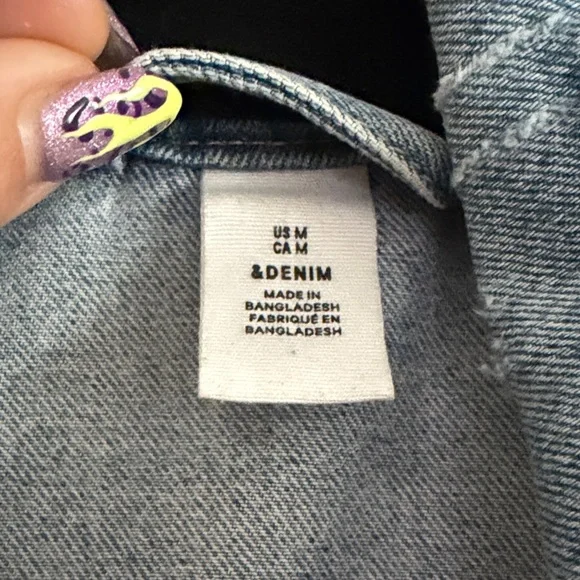 US M
CA M
&DENIM
MADE IN
BANGLADESH
FABRIQUÉ EN
BANGLADESH